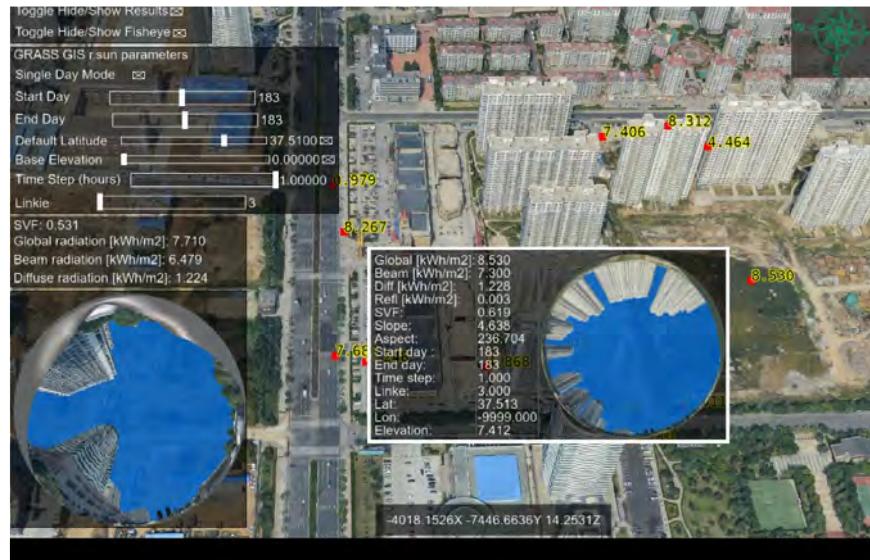 Toggle Hide/Show Results
Toggle Hide/Show Fisheye
GRASS GIS r.sun parameters
Single Day Mode
Start Day 183
End Day 183
Default Latitude 37.5100
Base Elevation 0.00000
Time Step (hours) 1.00000
Linkie 3
SVF: 0.531
Global radiation [kWh/m2]: 7.710
Beam radiation [kWh/m2]: 6.479
Diffuse radiation [kWh/m2]: 1.224
7.406
8.312
4.464
8.267
8.530
Global [kWh/m2]: 8.530
Beam [kWh/m2]: 7.300
Diff [kWh/m2]: 1.228
Refl [kWh/m2]: 0.003
SVF: 0.619
Slope: 4.638
Aspect: 236.704
Start day : 183
End day: 183
Time step: 1.000
Linke: 3.000
Lat: 37.513
Lon: -9999.000
Elevation: 7.412
-4018.1526X -7446.6636Y 14.2531Z